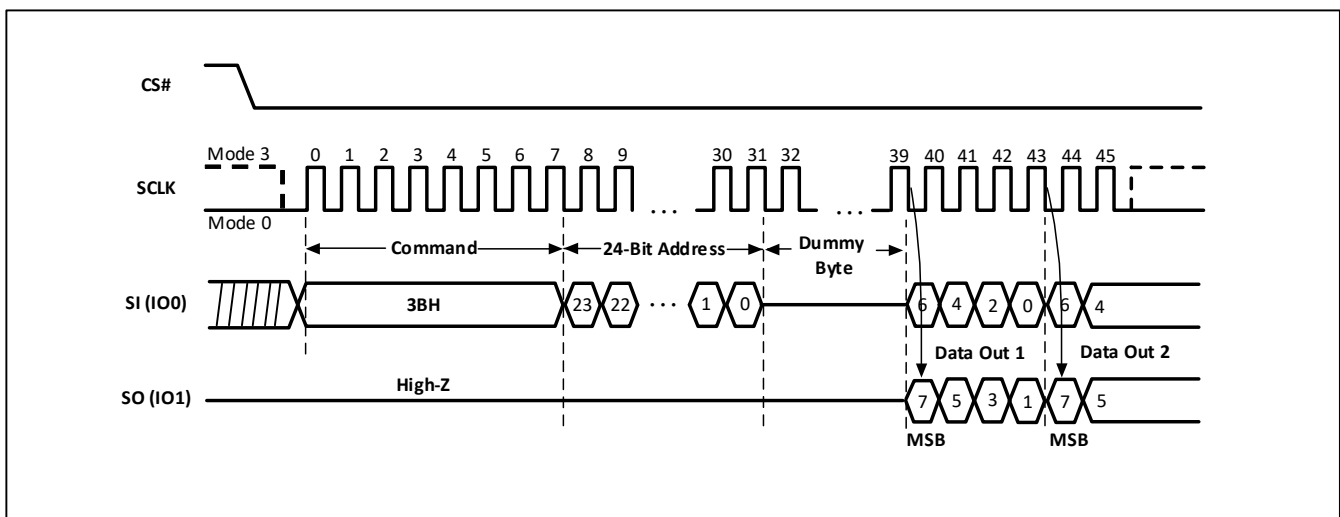 CS#
Mode 3
0 1 2 3 4 5 6 7 8 9 30 31 32 39 40 41 42 43 44 45
SCLK
... ...
Mode 0
Command 24-Bit Address Dummy
Byte
SI (IO0) 3BH 23 22 ... 1 0 6 4 2 0 6 4
Data Out 1 Data Out 2
High-Z
SO (IO1) 7 5 3 1 7 5
MSB MSB